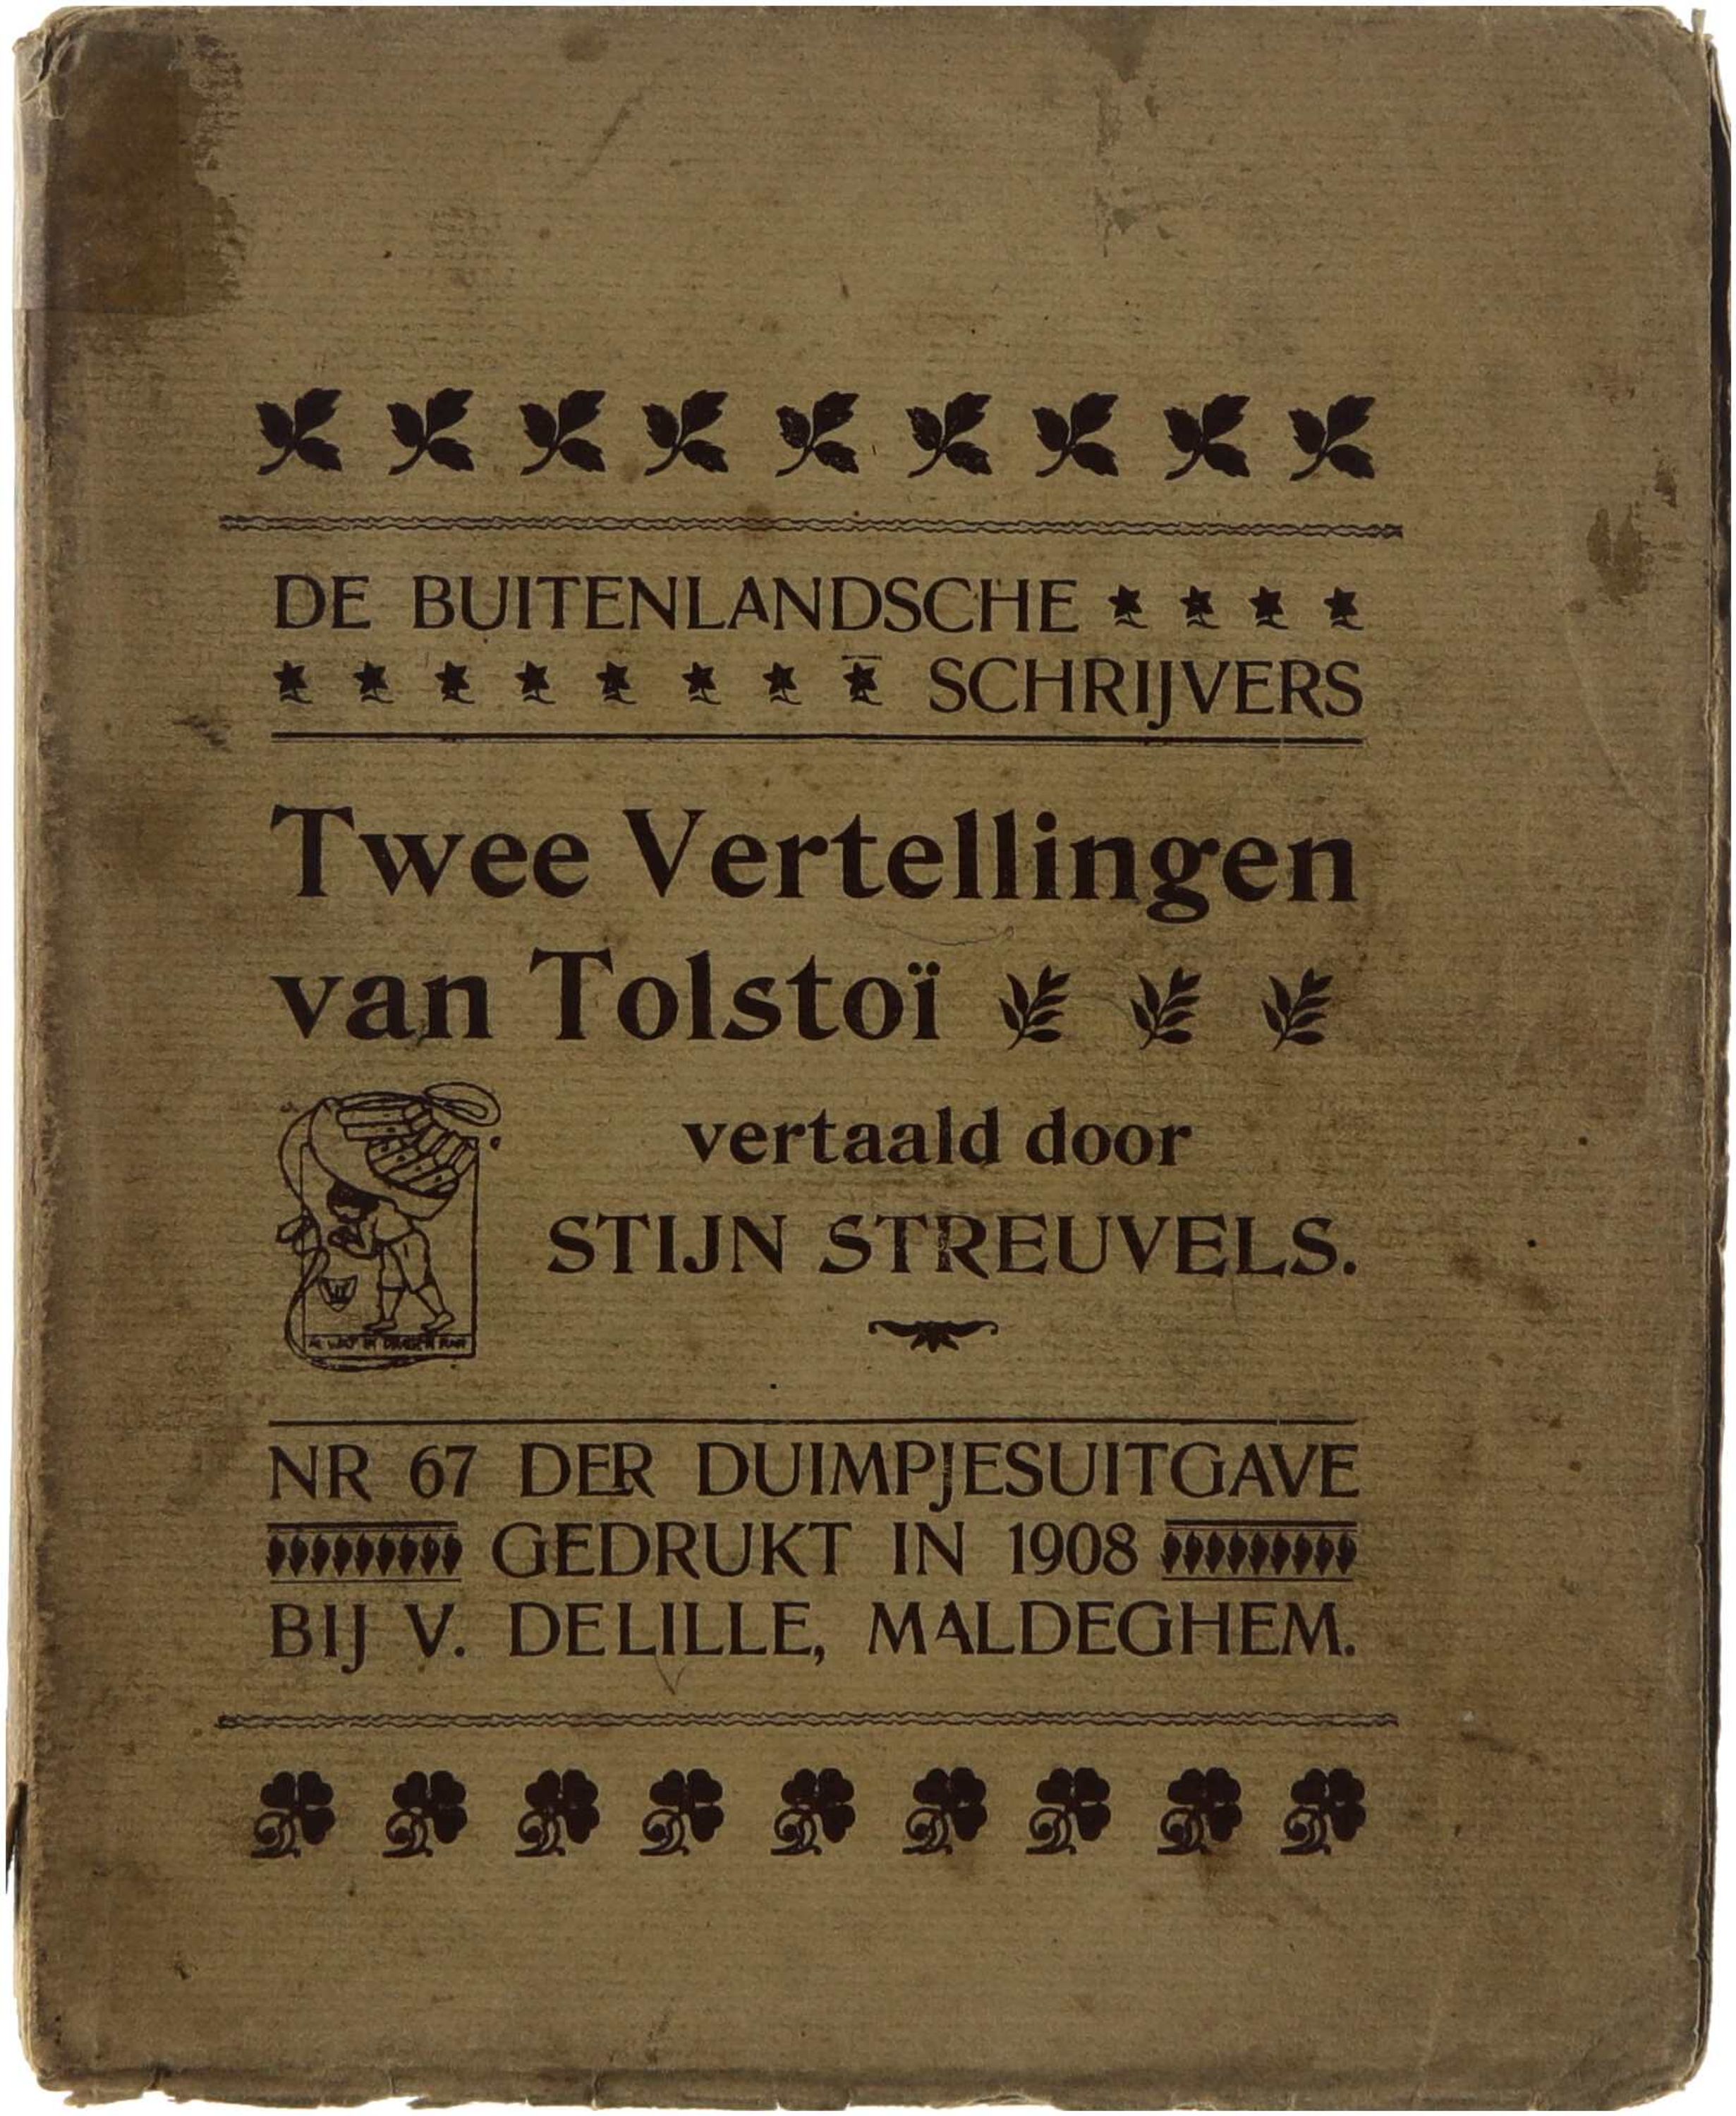 DE BUITENLANDSCHE
SCHRIJVERS
Twee Vertellingen
van Tolstoï
vertaald door
STIJN STREUVELS.
NR 67 DER DUIMPJESUITGAVE
GEDRUKT IN 1908
BIJ V. DELILLE, MALDEGHEM.